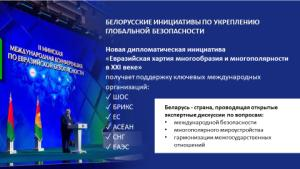 БЕЛОРУССКИЕ ИНИЦИАТИВЫ ПО УКРЕПЛЕНИЮ
ГЛОБАЛЬНОЙ БЕЗОПАСНОСТИ
II МИНСКАЯ
МЕЖДУНАРОДНАЯ КОНФЕРЕНЦИЯ
ПО ЕВРАЗИЙСКОЙ БЕЗОПАСНОСТИ
Новая дипломатическая инициатива
«Евразийская хартия многообразия и многополярности
в XXI веке»
получает поддержку ключевых международных
организаций:
✓ ШОС
✓ БРИКС
✓ ЕС
✓ АСЕАН
✓ СНГ
✓ ЕАЭС
Беларусь - страна, проводящая открытые
экспертные дискуссии по вопросам:
• международной безопасности
• многополярного мироустройства
• гармонизации межгосударственных
отношений